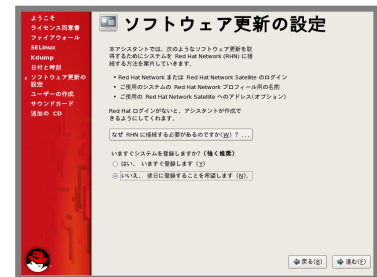 ようこそ
ライセンス同意書
ファイアウォール
SELinux
Kdump
日付と時刻
ソフトウェア更新の
設定
ユーザーの作成
サウンドカード
追加の CD
ソフトウェア更新の設定
本アシスタントでは、次のようなソフトウェア更新を取
得するためにシステムを Red Hat Network (RHN) に接
続する方法を案内していきます。
• Red Hat Network または Red Hat Network Satellite のログイン
• ご使用のシステムの Red Hat Network プロフィール用の名前
• ご使用の Red Hat Network Satellite へのアドレス(オプション)
Red Hat ログインがないと、アシスタントが作成で
きるようにしてくれます。
なぜ RHN に接続する必要があるのですか(W) ? ...
いますぐシステムを登録しますか? (強く推奨)
はい、 いますぐ登録します (Y)
いいえ、 後日に登録することを希望します (N)、
戻る(B)
進む(F)